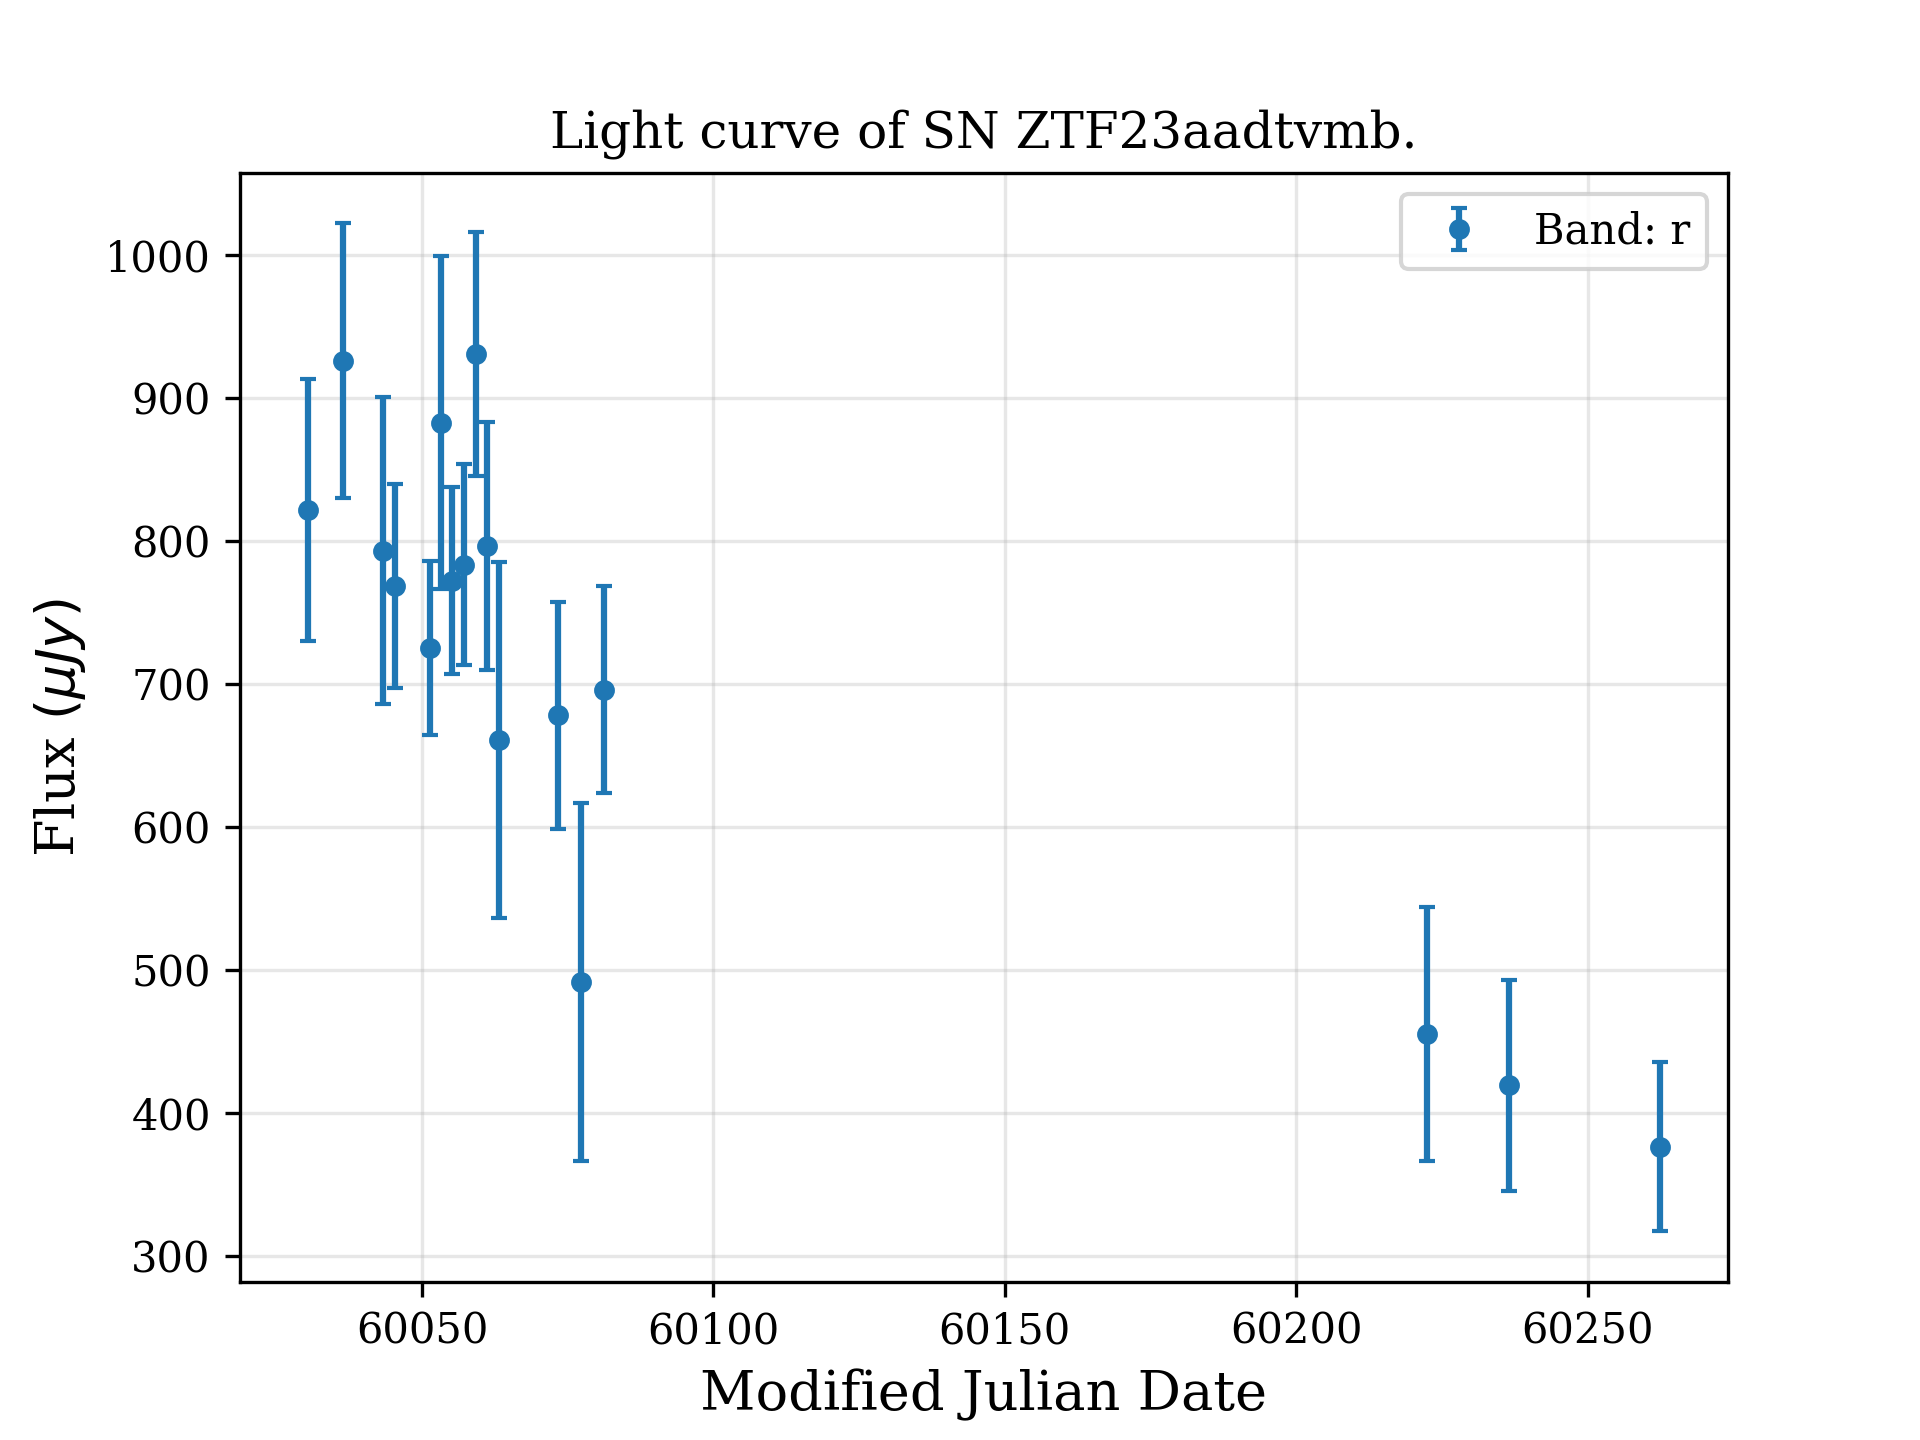 Light curve of SN ZTF23aadtvmb.
Band: r
1000
900
800
700
600
500
400
300
Flux (μJy)
60050 60100 60150 60200 60250
Modified Julian Date